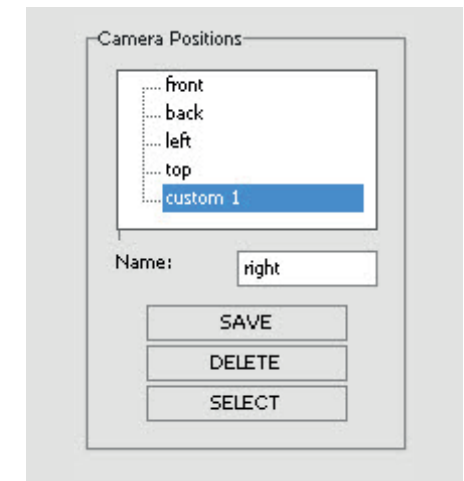 Camera Positions
front
back
left
top
custom 1
Name: right
SAVE
DELETE
SELECT